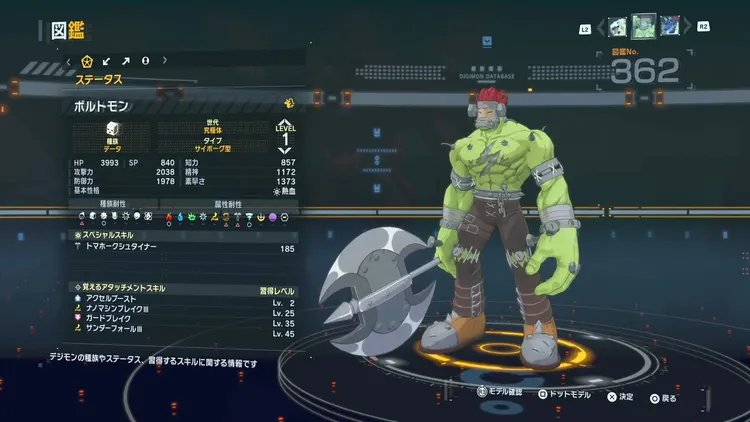 図鑑
ステータス
ボルトモン
種族
データ
世代
究極体
タイプ
サイボーグ型
LEVEL
1
HP 3993 SP 840 知力 857
攻撃力 2038 精神 1172
防御力 1978 素早さ 1373
基本性格 熱血
種族耐性 属性耐性
スペシャルスキル
トマホークシュタイナー 185
覚えるアタッチメントスキル 習得レベル
アクセルブースト Lv. 2
ナノマシンブレイクⅢ Lv. 25
ガードブレイク Lv. 35
サンダーフォールⅢ Lv. 45
デジモンの種族やステータス、習得するスキルに関する情報です
L2 R2
図鑑No.
362
DIGIMON DATABASE
R3 モデル確認 ドットモデル 決定 戻る